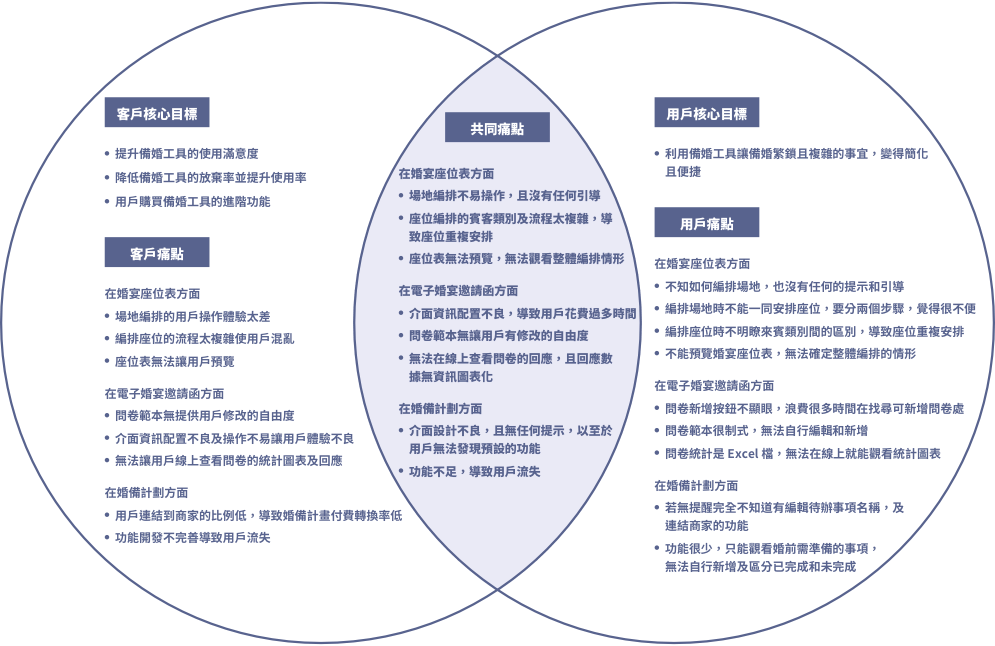 客戶核心目標
• 提升備婚工具的使用滿意度
• 降低備婚工具的放棄率並提升使用率
• 用戶購買備婚工具的進階功能
客戶痛點
在婚宴座位表方面
• 場地編排的用戶操作體驗太差
• 編排座位的流程太複雜使用戶混亂
• 座位表無法讓用戶預覽
在電子婚宴邀請函方面
• 問卷範本無提供用戶修改的自由度
• 介面資訊配置不良及操作不易讓用戶體驗不良
• 無法讓用戶線上查看問卷的統計圖表及回應
在婚備計劃方面
• 用戶連結到商家的比例低，導致婚備計畫付費轉換率低
• 功能開發不完善導致用戶流失
共同痛點
在婚宴座位表方面
• 場地編排不易操作，且沒有任何引導
• 座位編排的賓客類別及流程太複雜，導
致座位重複安排
• 座位表無法預覽，無法觀看整體編排情形
在電子婚宴邀請函方面
• 介面資訊配置不良，導致用戶花費過多時間
• 問卷範本無讓用戶有修改的自由度
• 無法在線上查看問卷的回應，且回應數
據無資訊圖表化
在婚備計劃方面
• 介面設計不良，且無任何提示，以至於
用戶無法發現預設的功能
• 功能不足，導致用戶流失
用戶核心目標
• 利用備婚工具讓備婚繁鎖且複雜的事宜，變得簡化
且便捷
用戶痛點
在婚宴座位表方面
• 不知如何編排場地，也沒有任何的提示和引導
• 編排場地時不能一同安排座位，要分兩個步驟，覺得很不便
• 編排座位時不明瞭來賓類別間的區別，導致座位重複安排
• 不能預覽婚宴座位表，無法確定整體編排的情形
在電子婚宴邀請函方面
• 問卷新增按鈕不顯眼，浪費很多時間在找尋可新增問卷處
• 問卷範本很制式，無法自行編輯和新增
• 問卷統計是 Excel 檔，無法在線上就能觀看統計圖表
在婚備計劃方面
• 若無提醒完全不知道有編輯待辦事項名稱，及
連結商家的功能
• 功能很少，只能觀看婚前需準備的事項，
無法自行新增及區分已完成和未完成